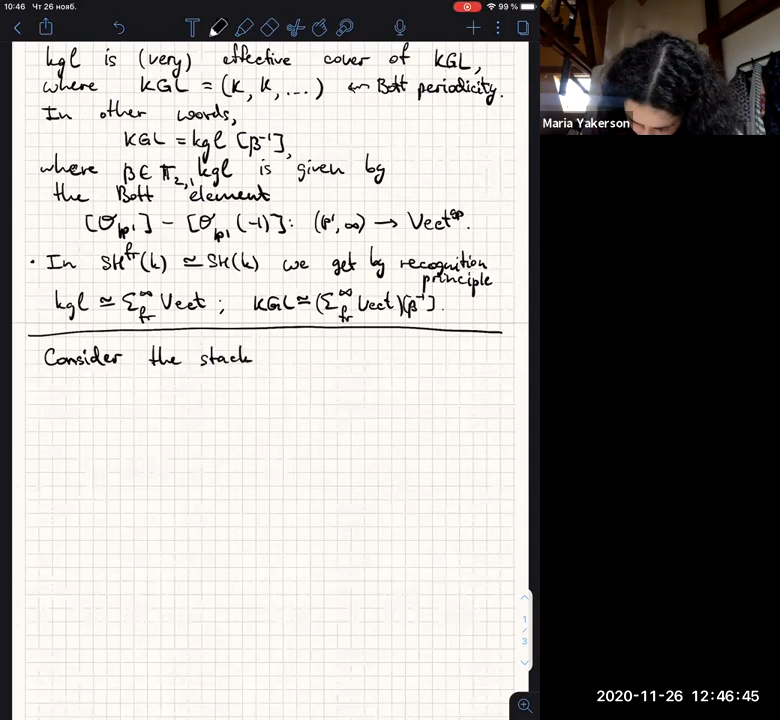 10:46 Чт 26 нояб.
99 %
kgl is (very) effective cover of KGL,
where KGL = (K, K, ...) ← Bott periodicity.
In other words,
KGL = kgl [β⁻¹],
where β ∈ π₂,₁ kgl is given by
the Bott element
[𝒪_ℙ¹] − [𝒪_ℙ¹(-1)]: (ℙ¹, ∞) → Vect^gp.
· In SH^fr(k) ≃ SH(k) we get by recognition
principle
kgl ≃ Σ^∞_fr Vect ; KGL ≃ (Σ^∞_fr Vect)[β⁻¹].
Consider the stack
1
/
3
Maria Yakerson
2020-11-26 12:46:45